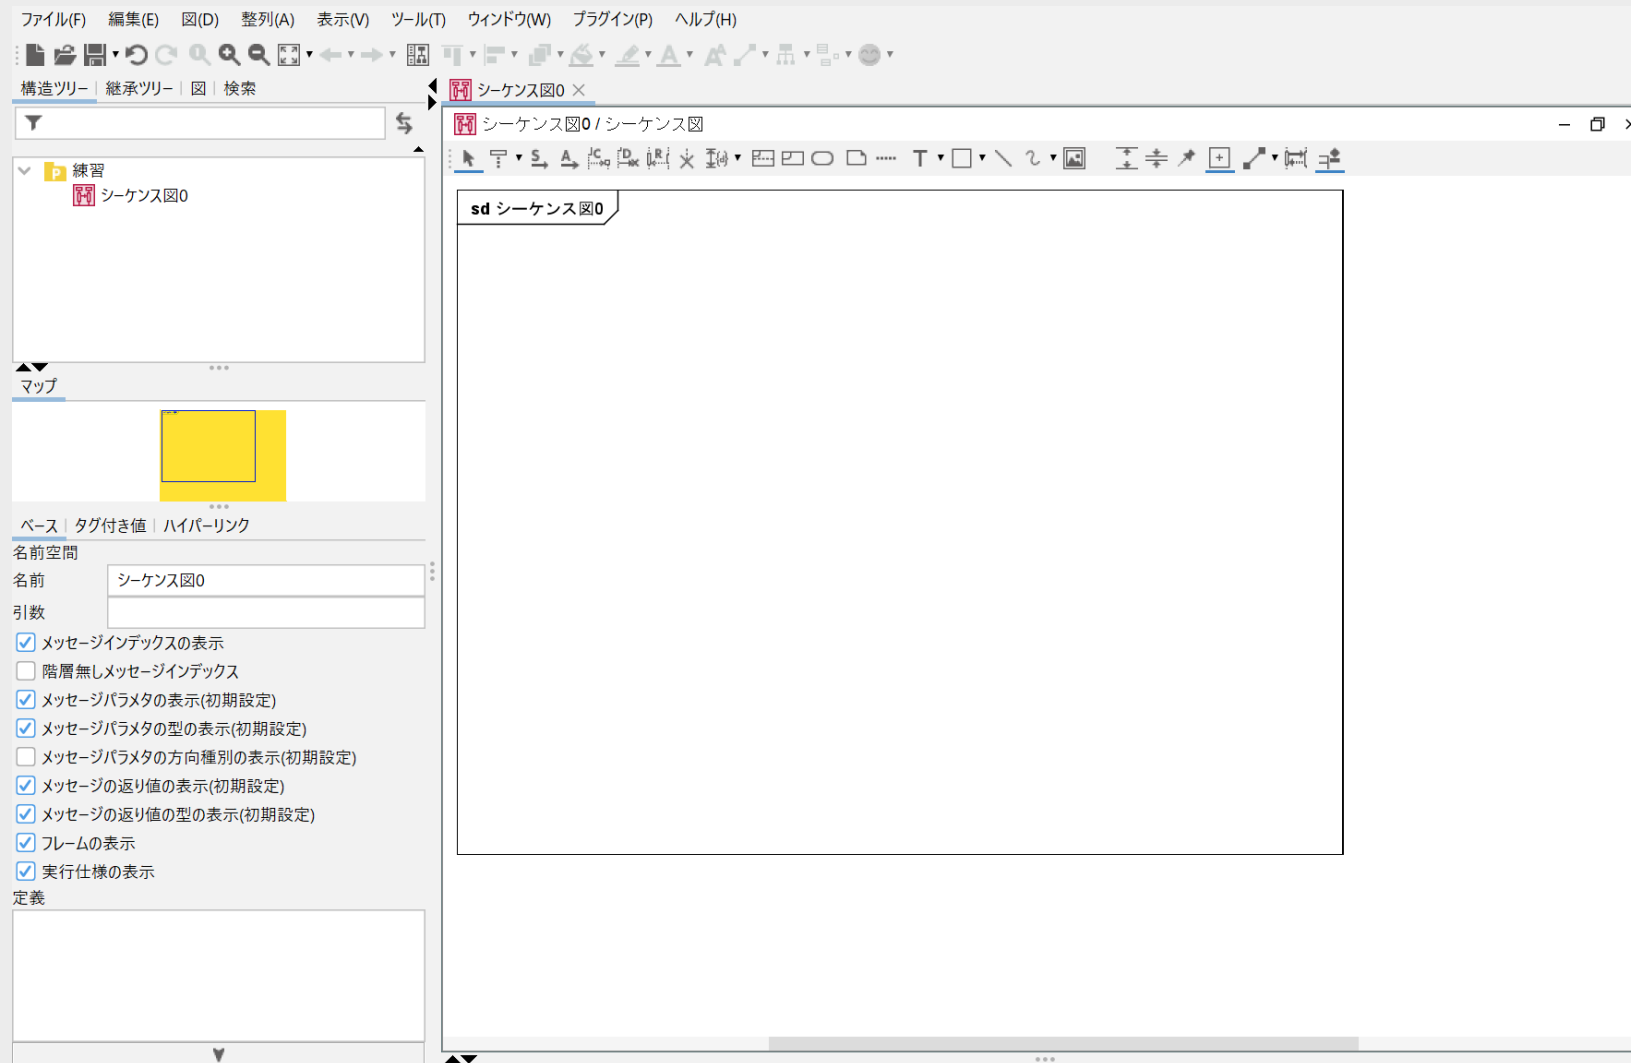 ファイル(F) 編集(E) 図(D) 整列(A) 表示(V) ツール(T) ウィンドウ(W) プラグイン(P) ヘルプ(H)
構造ツリー 継承ツリー 図 検索
シーケンス図0
シーケンス図0 / シーケンス図
練習
シーケンス図0
sd シーケンス図0
マップ
ベース タグ付き値 ハイパーリンク
名前空間
名前 シーケンス図0
引数
メッセージインデックスの表示
階層無しメッセージインデックス
メッセージパラメタの表示(初期設定)
メッセージパラメタの型の表示(初期設定)
メッセージパラメタの方向種別の表示(初期設定)
メッセージの返り値の表示(初期設定)
メッセージの返り値の型の表示(初期設定)
フレームの表示
実行仕様の表示
定義